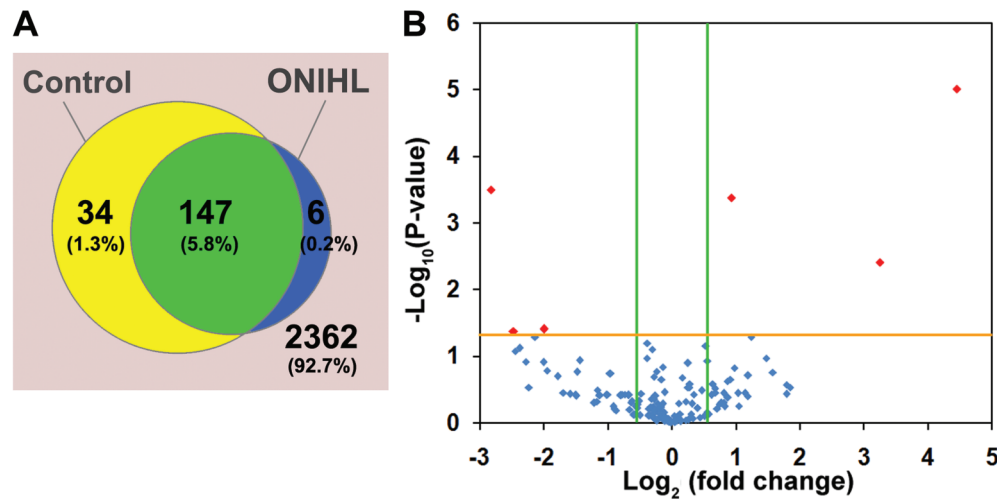 A
Control
ONIHL
34
(1.3%)
147
(5.8%)
6
(0.2%)
2362
(92.7%)
B
-Log10(P-value)
6
5
4
3
2
1
0
-3 -2 -1 0 1 2 3 4 5
Log2 (fold change)